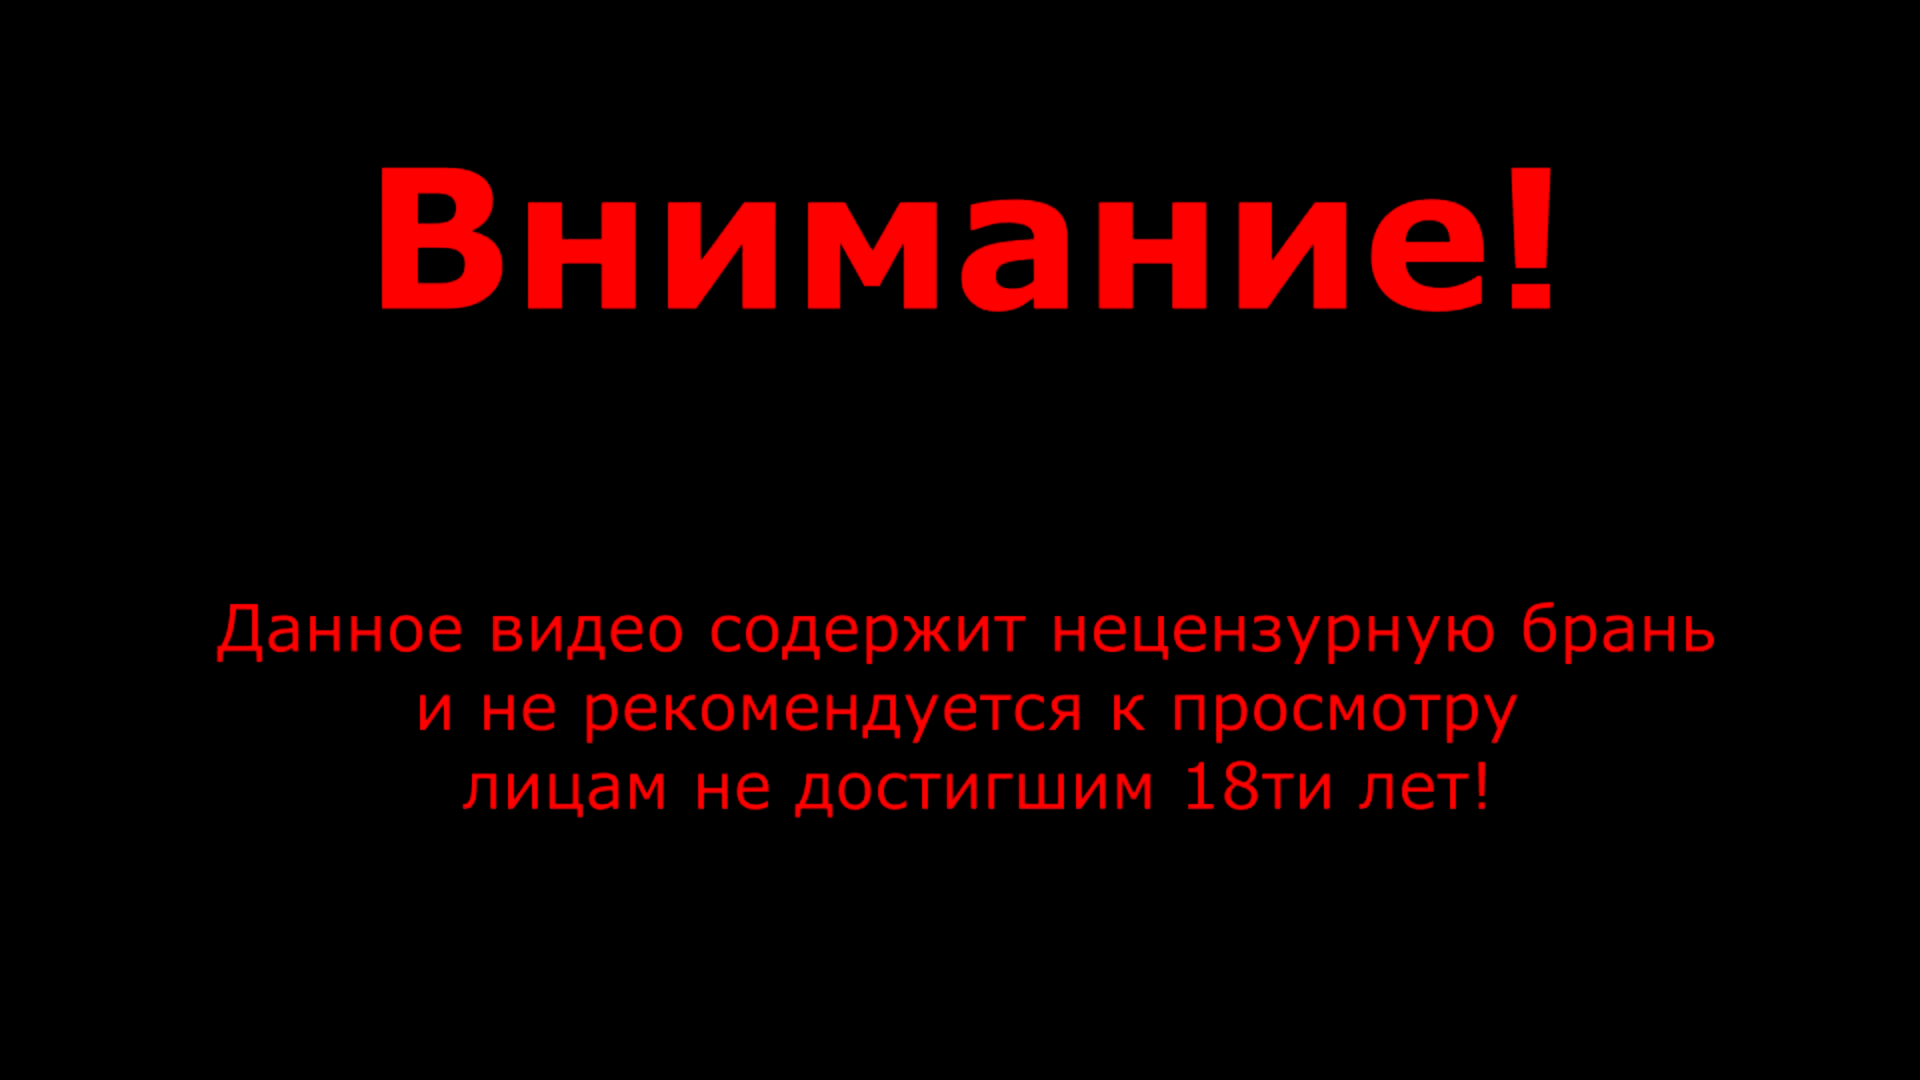 Внимание!
Данное видео содержит нецензурную брань
и не рекомендуется к просмотру
лицам не достигшим 18ти лет!